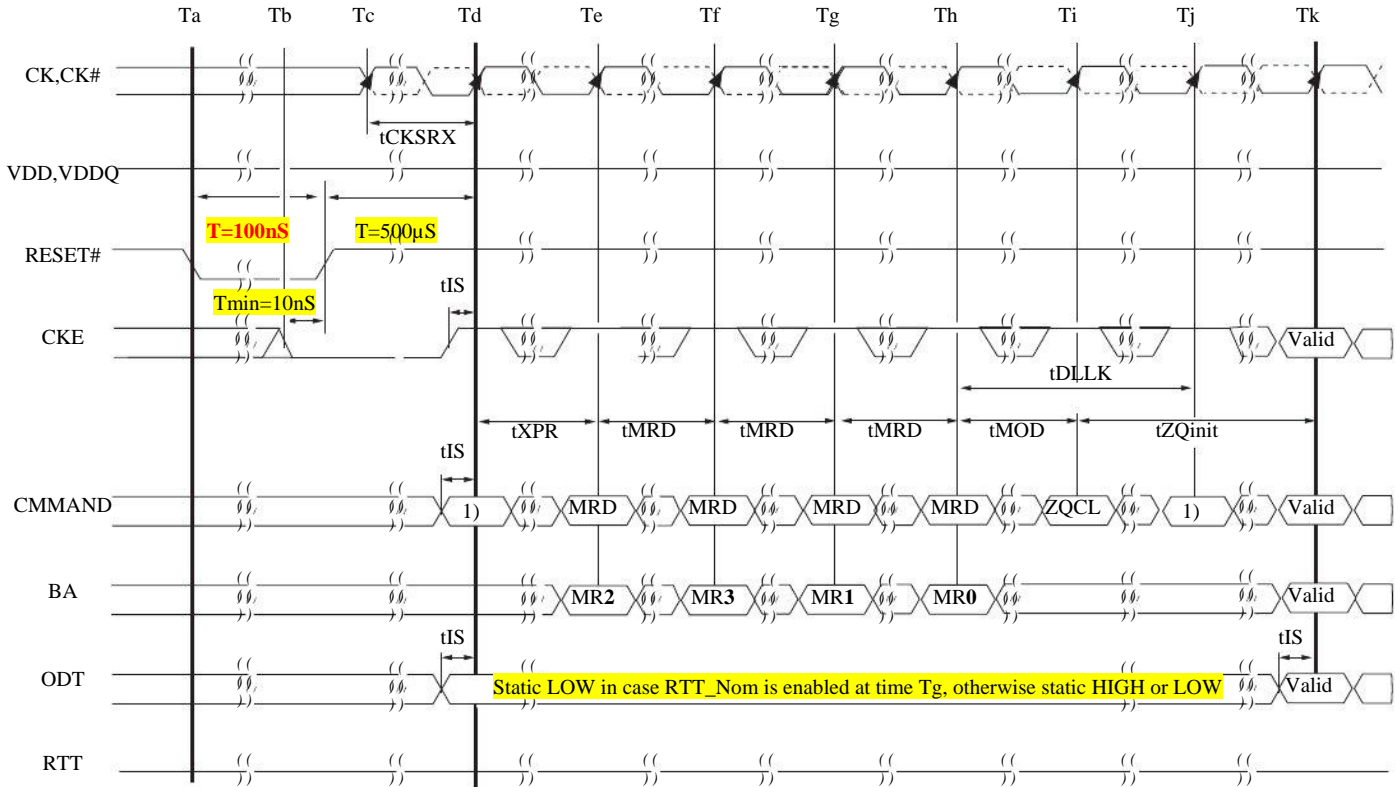 Ta Tb Tc Td Te Tf Tg Th Ti Tj Tk
CK,CK#
tCKSRX
VDD,VDDQ
T=100nS T=500µS
RESET#
Tmin=10nS tIS
CKE Valid
tDLLK
tXPR tMRD tMRD tMRD tMOD tZQinit
tIS
CMMAND 1) MRD MRD MRD MRD ZQCL 1) Valid
BA MR2 MR3 MR1 MR0 Valid
tIS tIS
ODT Static LOW in case RTT_Nom is enabled at time Tg, otherwise static HIGH or LOW Valid
RTT